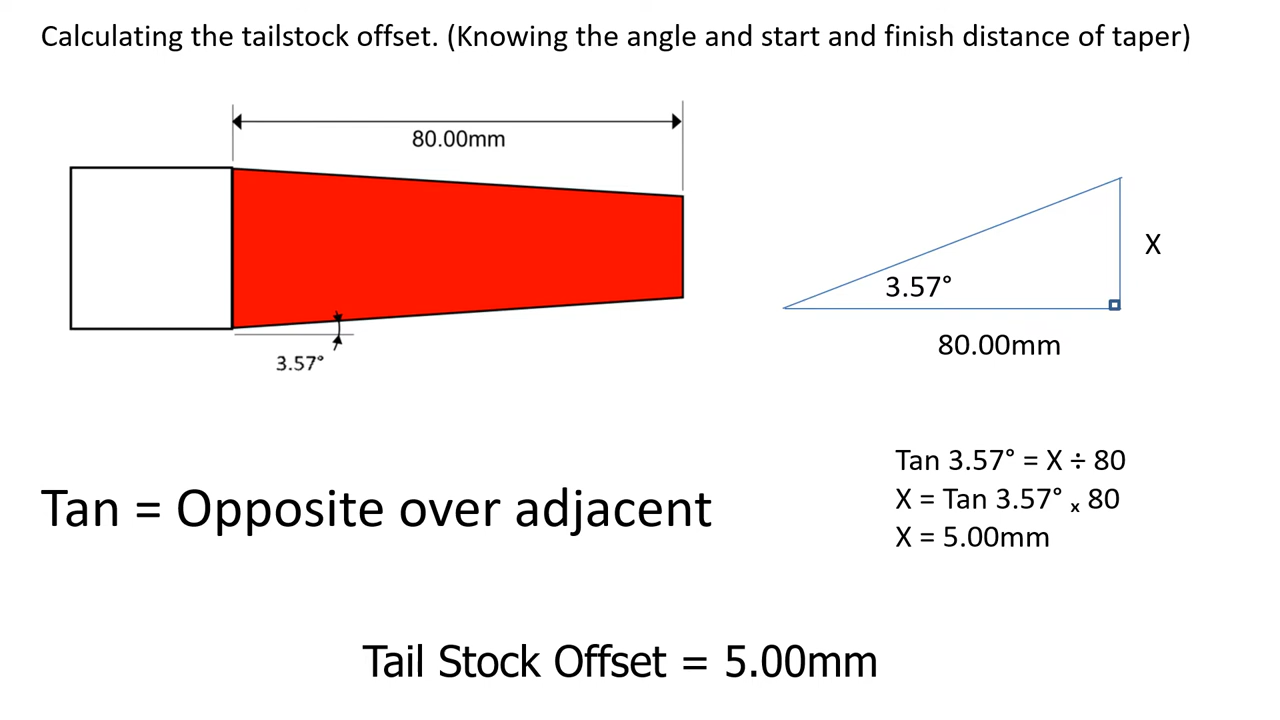 Calculating the tailstock offset. (Knowing the angle and start and finish distance of taper)
80.00mm
3.57°
X
3.57°
80.00mm
Tan = Opposite over adjacent
Tan 3.57° = X ÷ 80
X = Tan 3.57° x 80
X = 5.00mm
Tail Stock Offset = 5.00mm